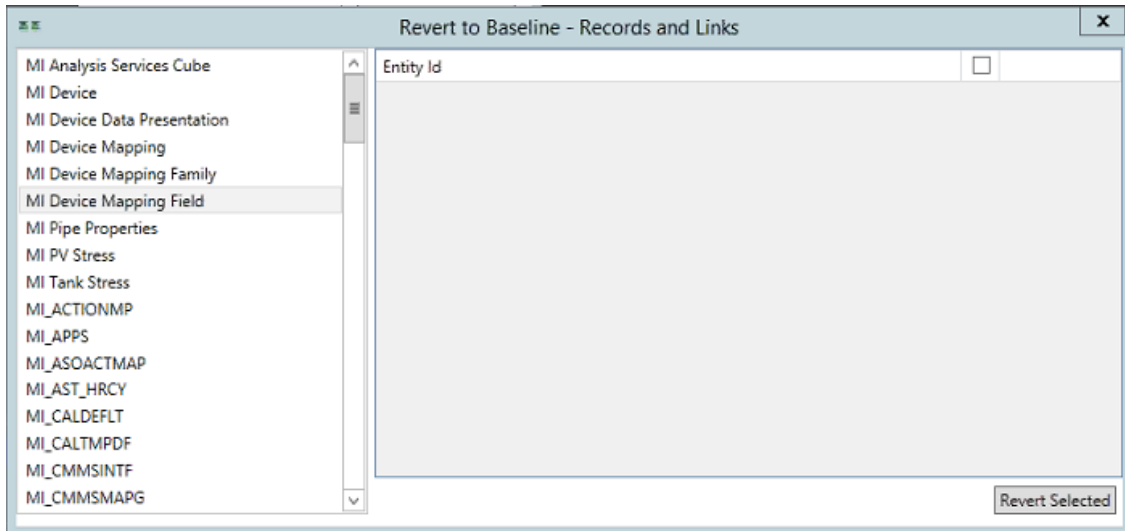 Revert to Baseline - Records and Links
x
MI Analysis Services Cube
MI Device
MI Device Data Presentation
MI Device Mapping
MI Device Mapping Family
MI Device Mapping Field
MI Pipe Properties
MI PV Stress
MI Tank Stress
MI_ACTIONMP
MI_APPS
MI_ASOACTMAP
MI_AST_HRCY
MI_CALDEFLT
MI_CALTMPDF
MI_CMMSINTF
MI_CMMSMAPG
Entity Id
Revert Selected